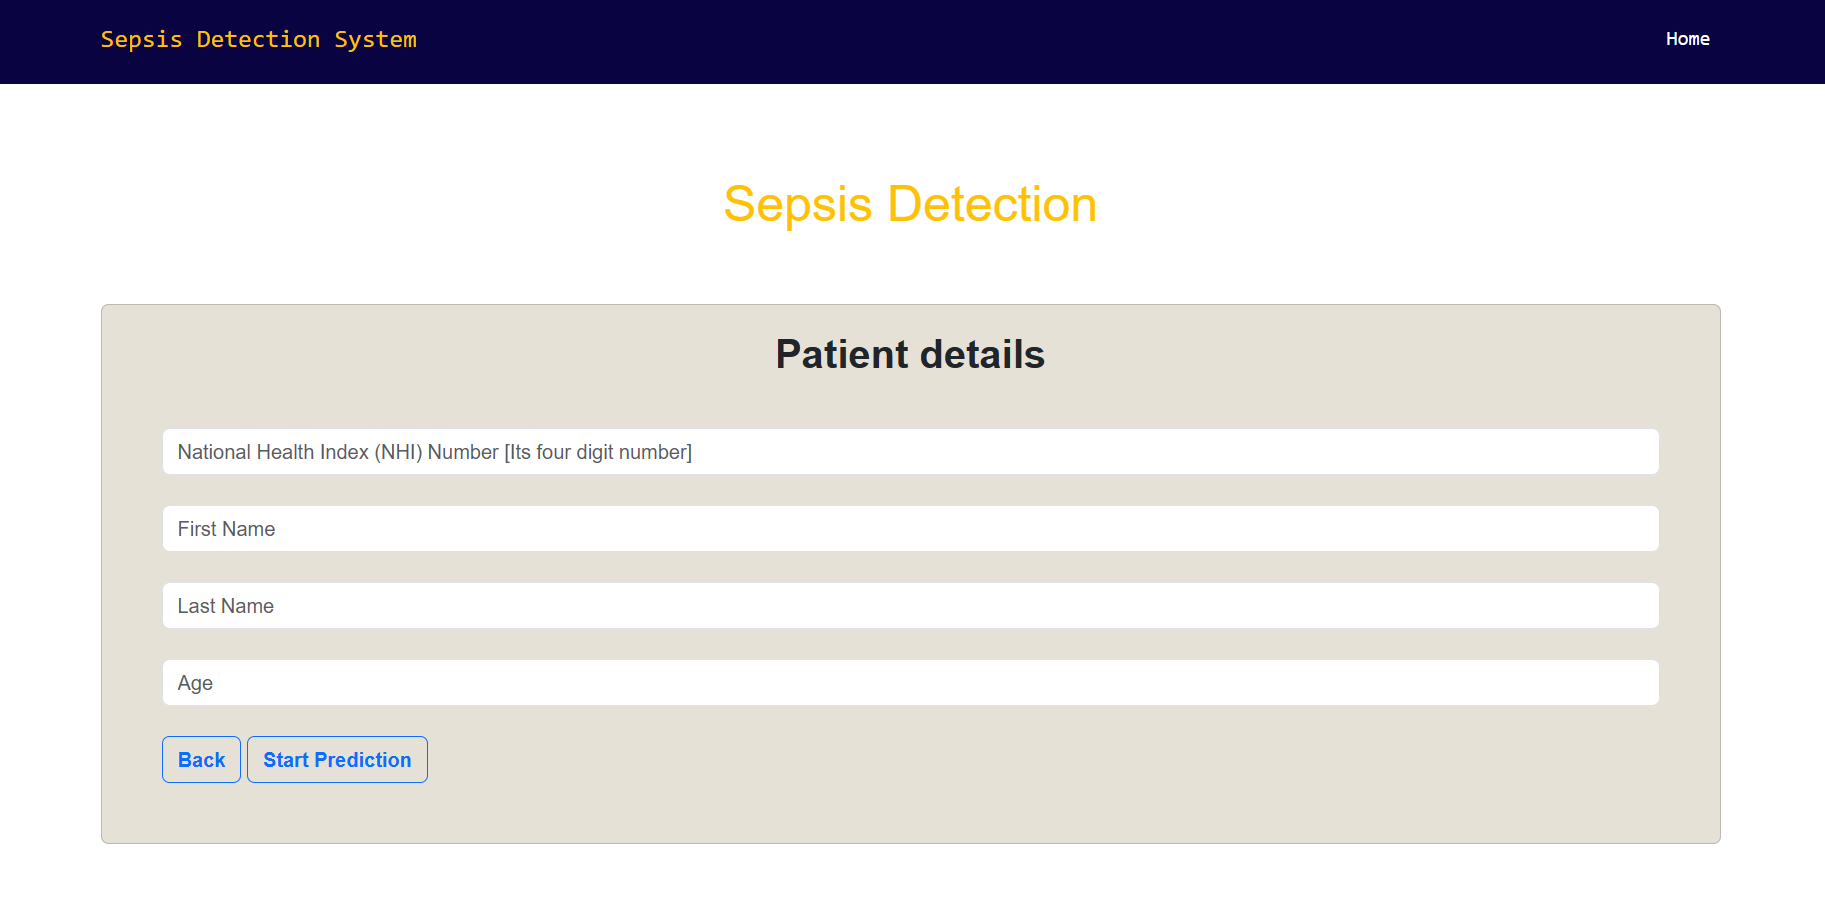 Sepsis Detection System
Home
Sepsis Detection
Patient details
National Health Index (NHI) Number [Its four digit number]
First Name
Last Name
Age
Back
Start Prediction